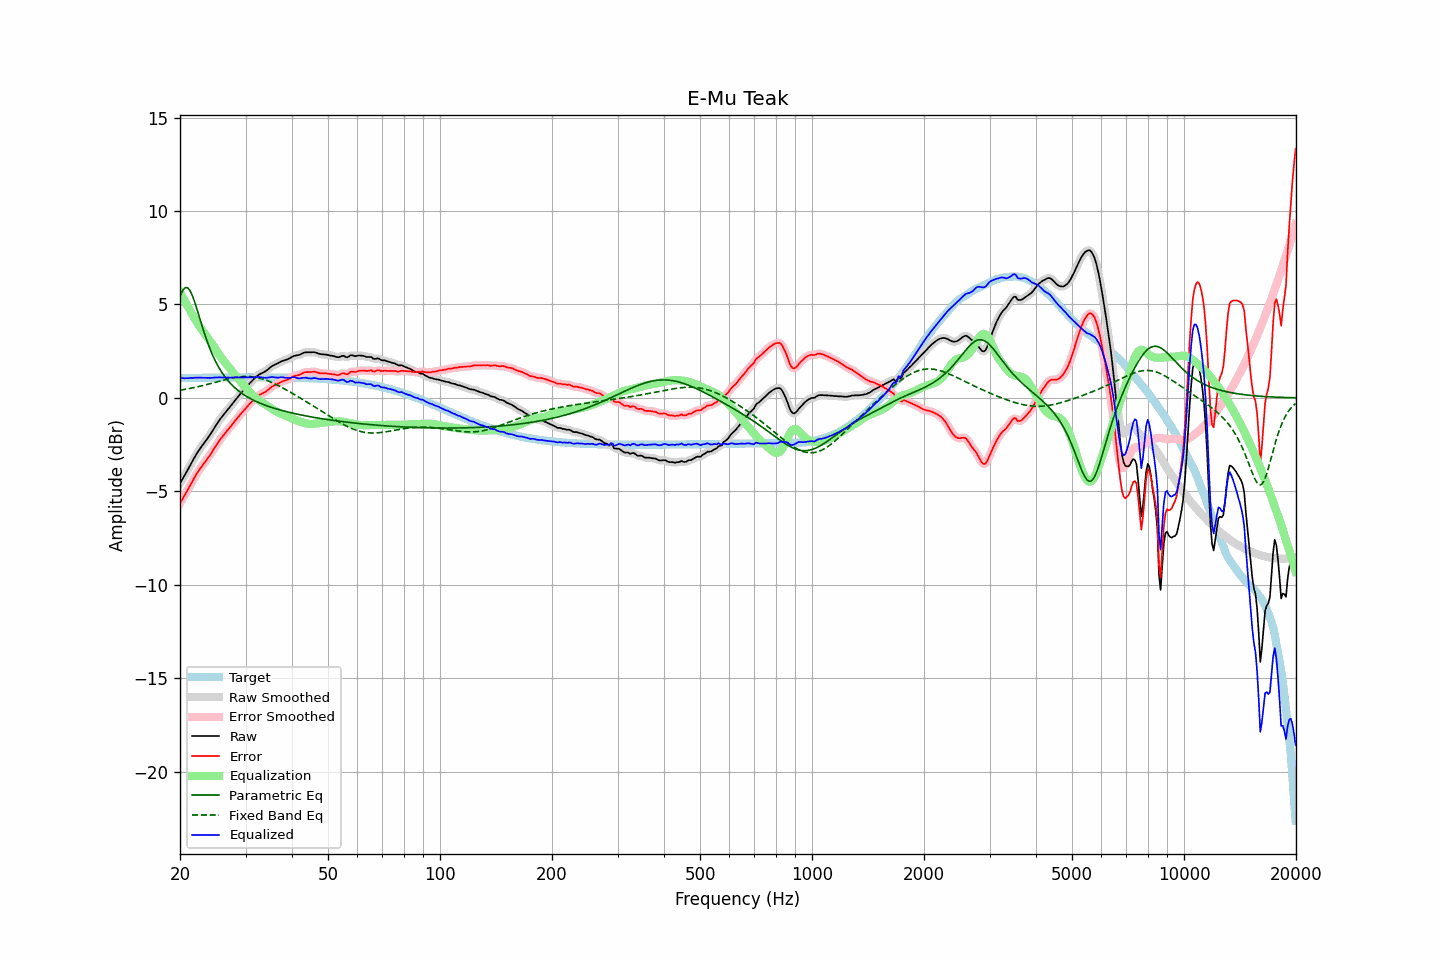 E-Mu Teak
15
10
5
0
−5
−10
−15
−20
Amplitude (dBr)
Target
Raw Smoothed
Error Smoothed
Raw
Error
Equalization
Parametric Eq
Fixed Band Eq
Equalized
20 50 100 200 500 1000 2000 5000 10000 20000
Frequency (Hz)